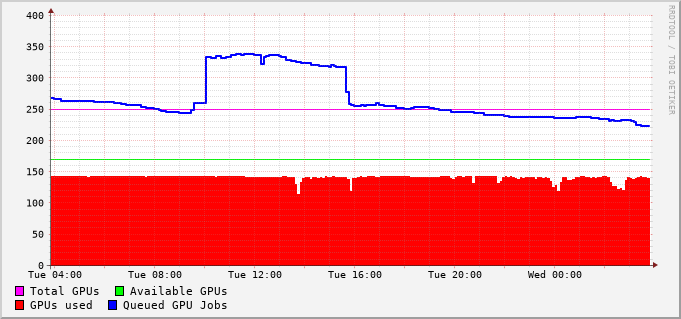 400
350
300
250
200
150
100
50
0
Tue 04:00 Tue 08:00 Tue 12:00 Tue 16:00 Tue 20:00 Wed 00:00
Total GPUs Available GPUs
GPUs used Queued GPU Jobs
RRDTOOL / TOBI OETIKER